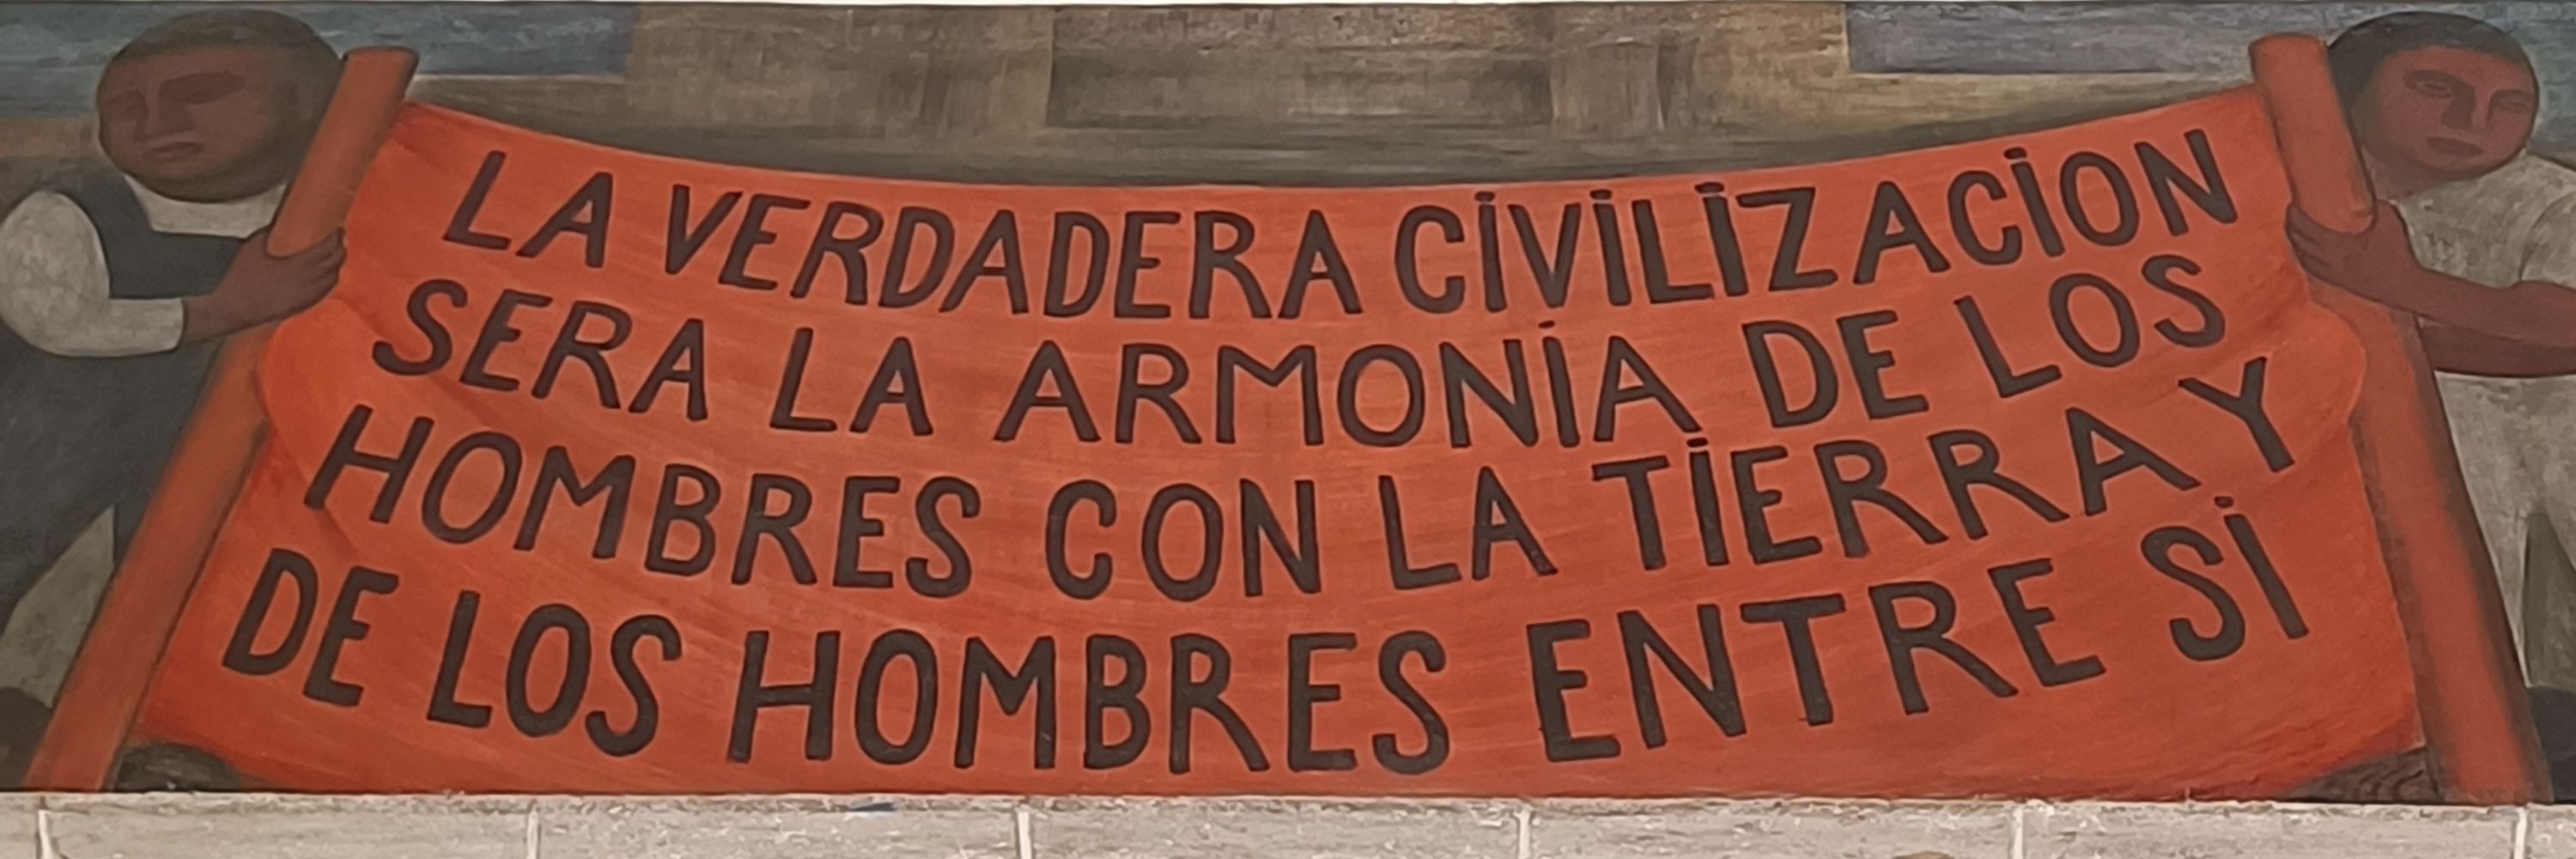 LA VERDADERA CIVILIZACION
SERA LA ARMONIA DE LOS
HOMBRES CON LA TIERRA Y
DE LOS HOMBRES ENTRE SI